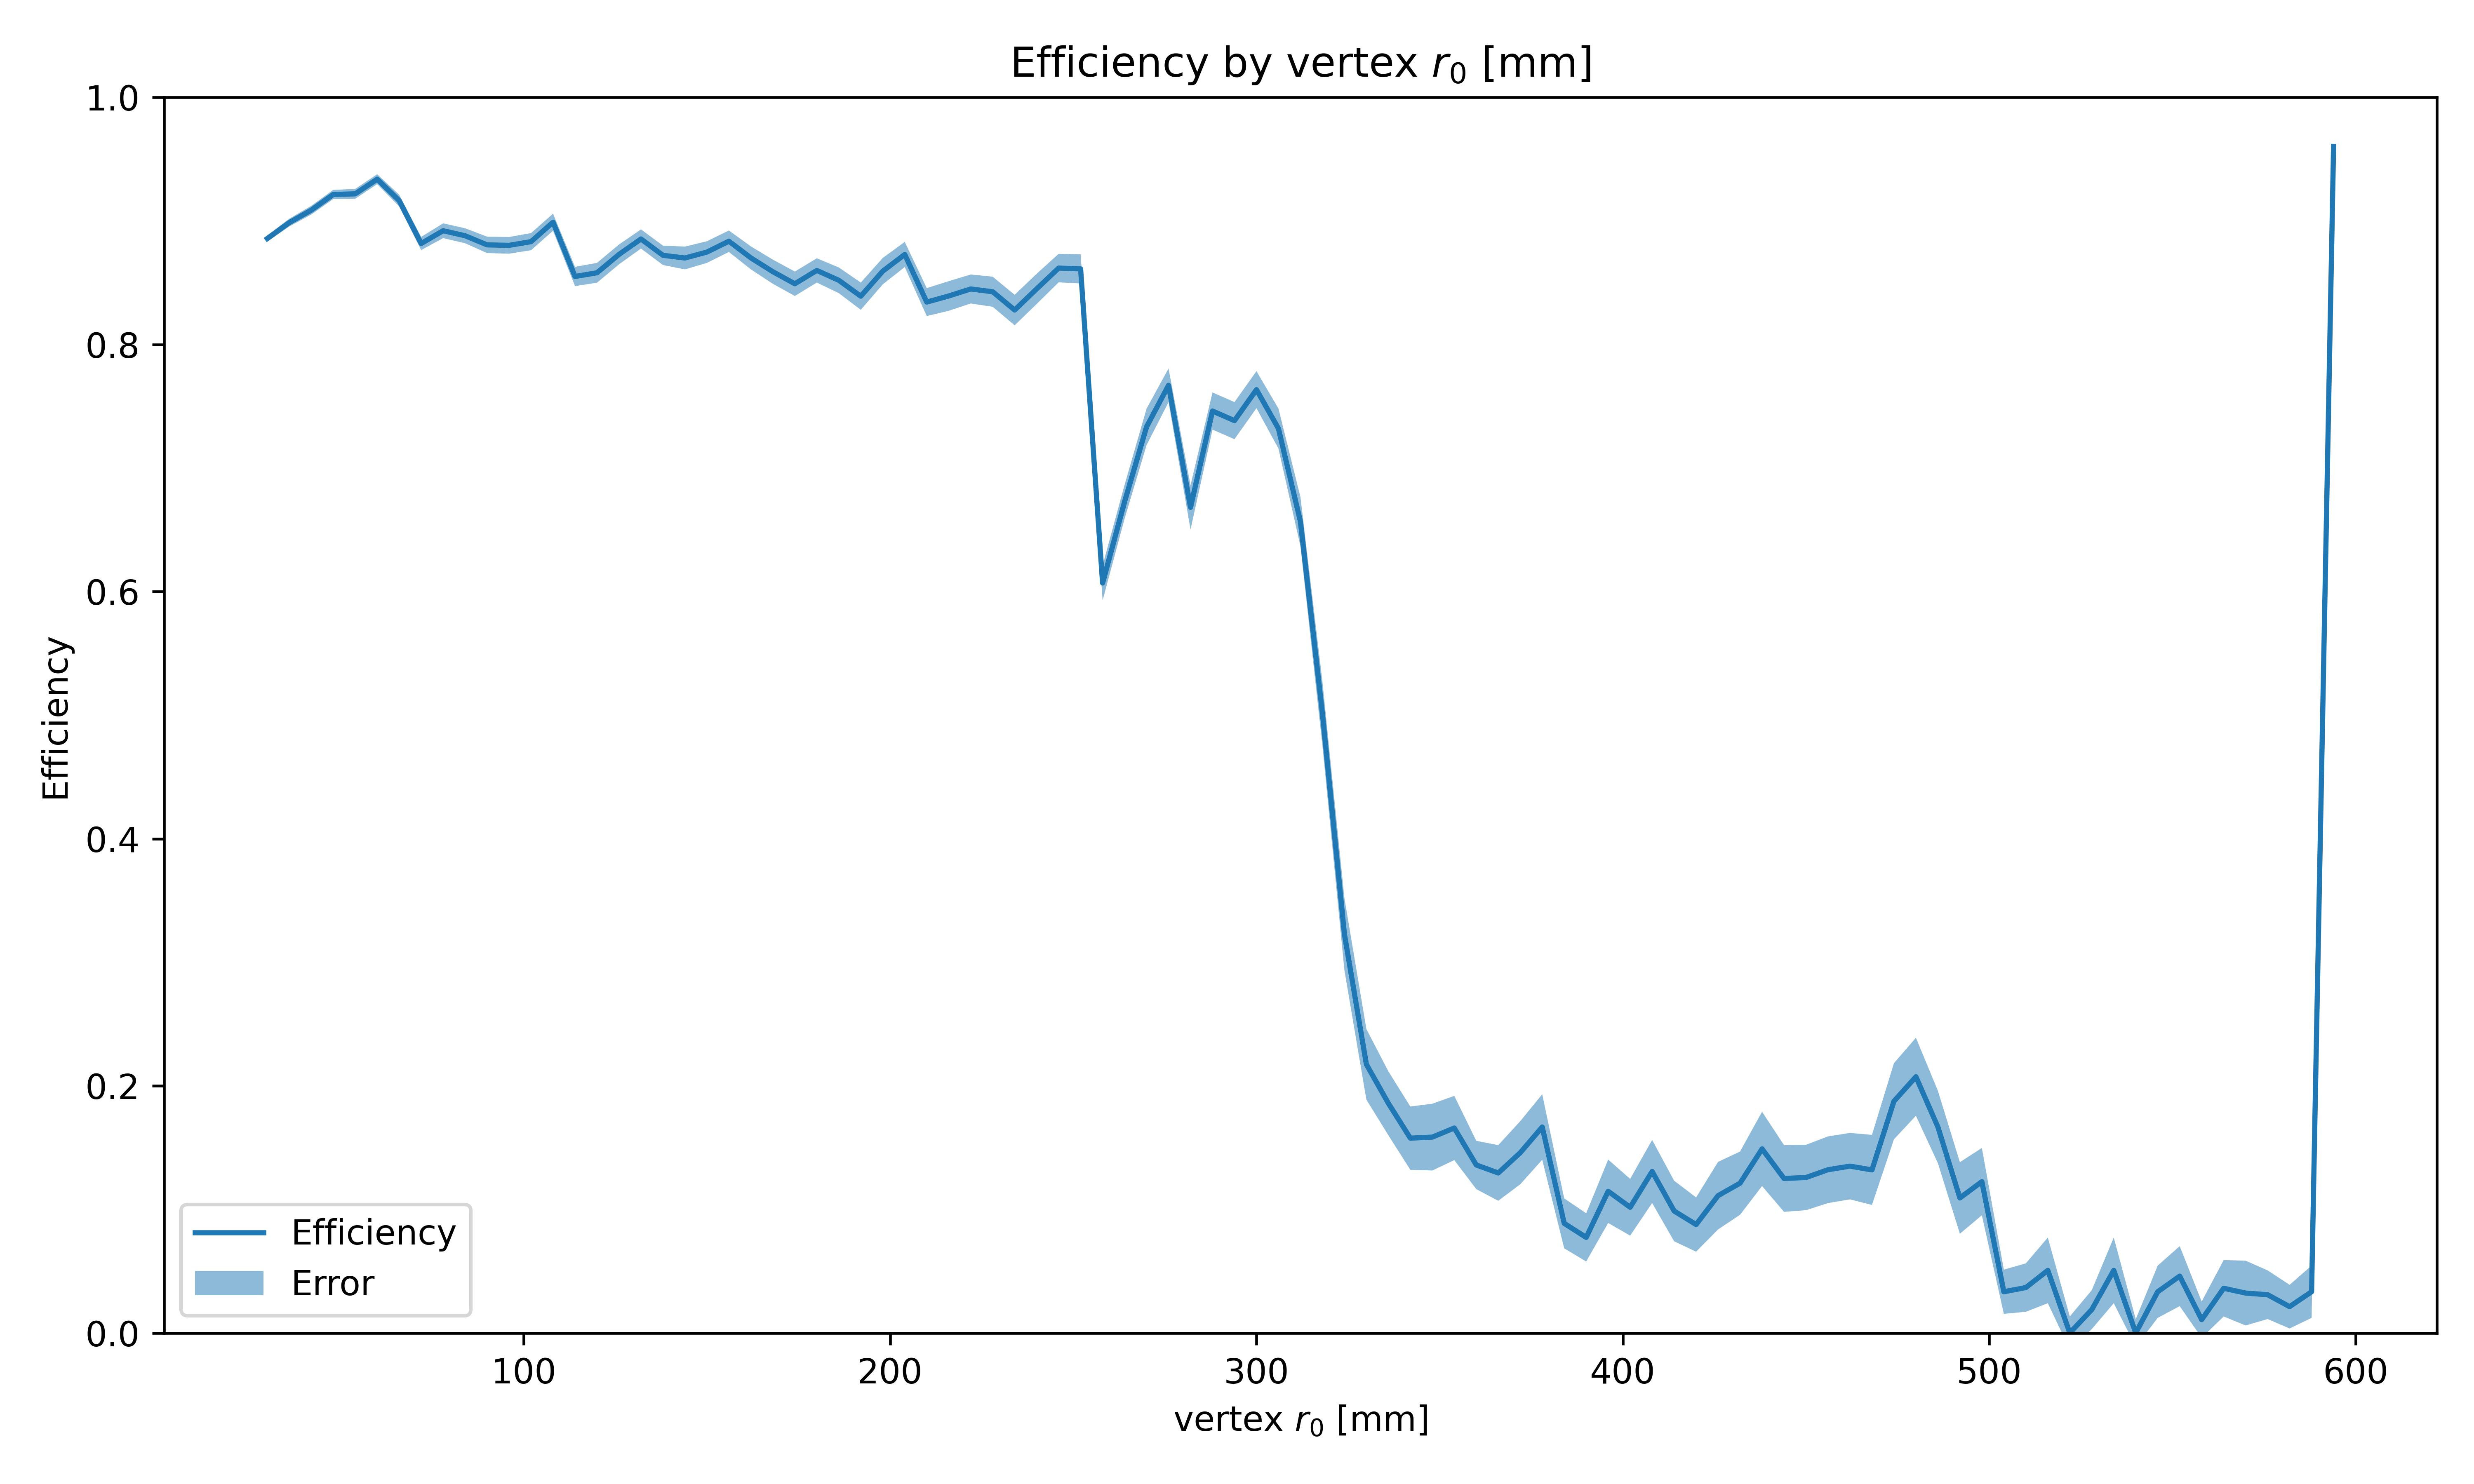 Efficiency by vertex r₀ [mm]
1.0
0.8
0.6
0.4
0.2
0.0
Efficiency
Efficiency
Error
100 200 300 400 500 600
vertex r₀ [mm]